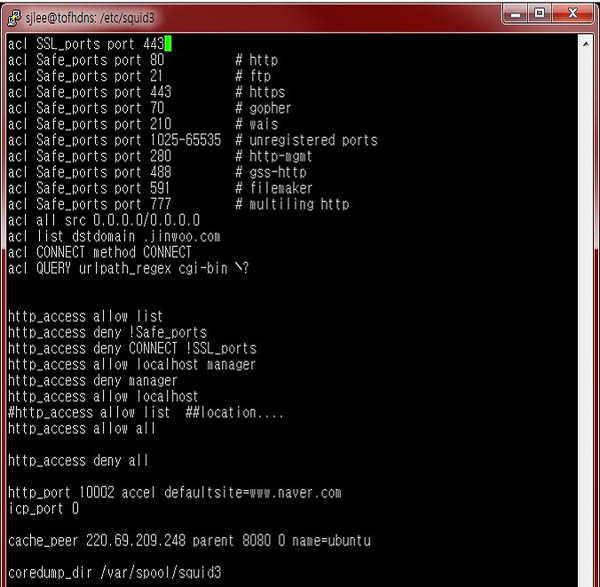 sjlee@tofhdns: /etc/squid3
acl SSL_ports port 443
acl Safe_ports port 80 # http
acl Safe_ports port 21 # ftp
acl Safe_ports port 443 # https
acl Safe_ports port 70 # gopher
acl Safe_ports port 210 # wais
acl Safe_ports port 1025-65535 # unregistered ports
acl Safe_ports port 280 # http-mgmt
acl Safe_ports port 488 # gss-http
acl Safe_ports port 591 # filemaker
acl Safe_ports port 777 # multiling http
acl all src 0.0.0.0/0.0.0.0
acl list dstdomain .jinwoo.com
acl CONNECT method CONNECT
acl QUERY urlpath_regex cgi-bin \?
http_access allow list
http_access deny !Safe_ports
http_access deny CONNECT !SSL_ports
http_access allow localhost manager
http_access deny manager
http_access allow localhost
#http_access allow list ##location....
http_access allow all
http_access deny all
http_port 10002 accel defaultsite=www.naver.com
icp_port 0
cache_peer 220.69.209.248 parent 8080 0 name=ubuntu
coredump_dir /var/spool/squid3